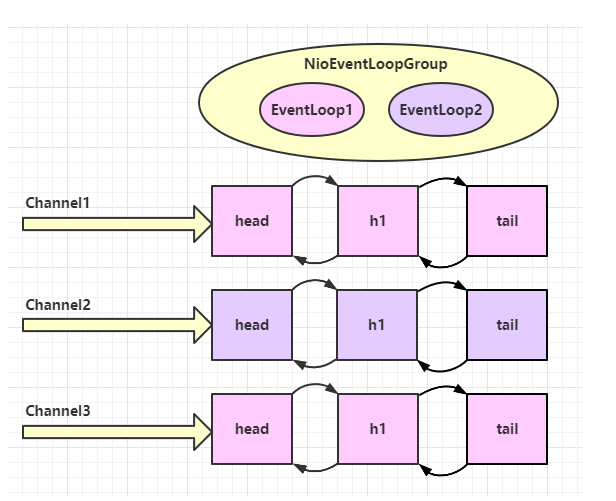 NioEventLoopGroup
EventLoop1 EventLoop2
Channel1
head h1 tail
Channel2
head h1 tail
Channel3
head h1 tail